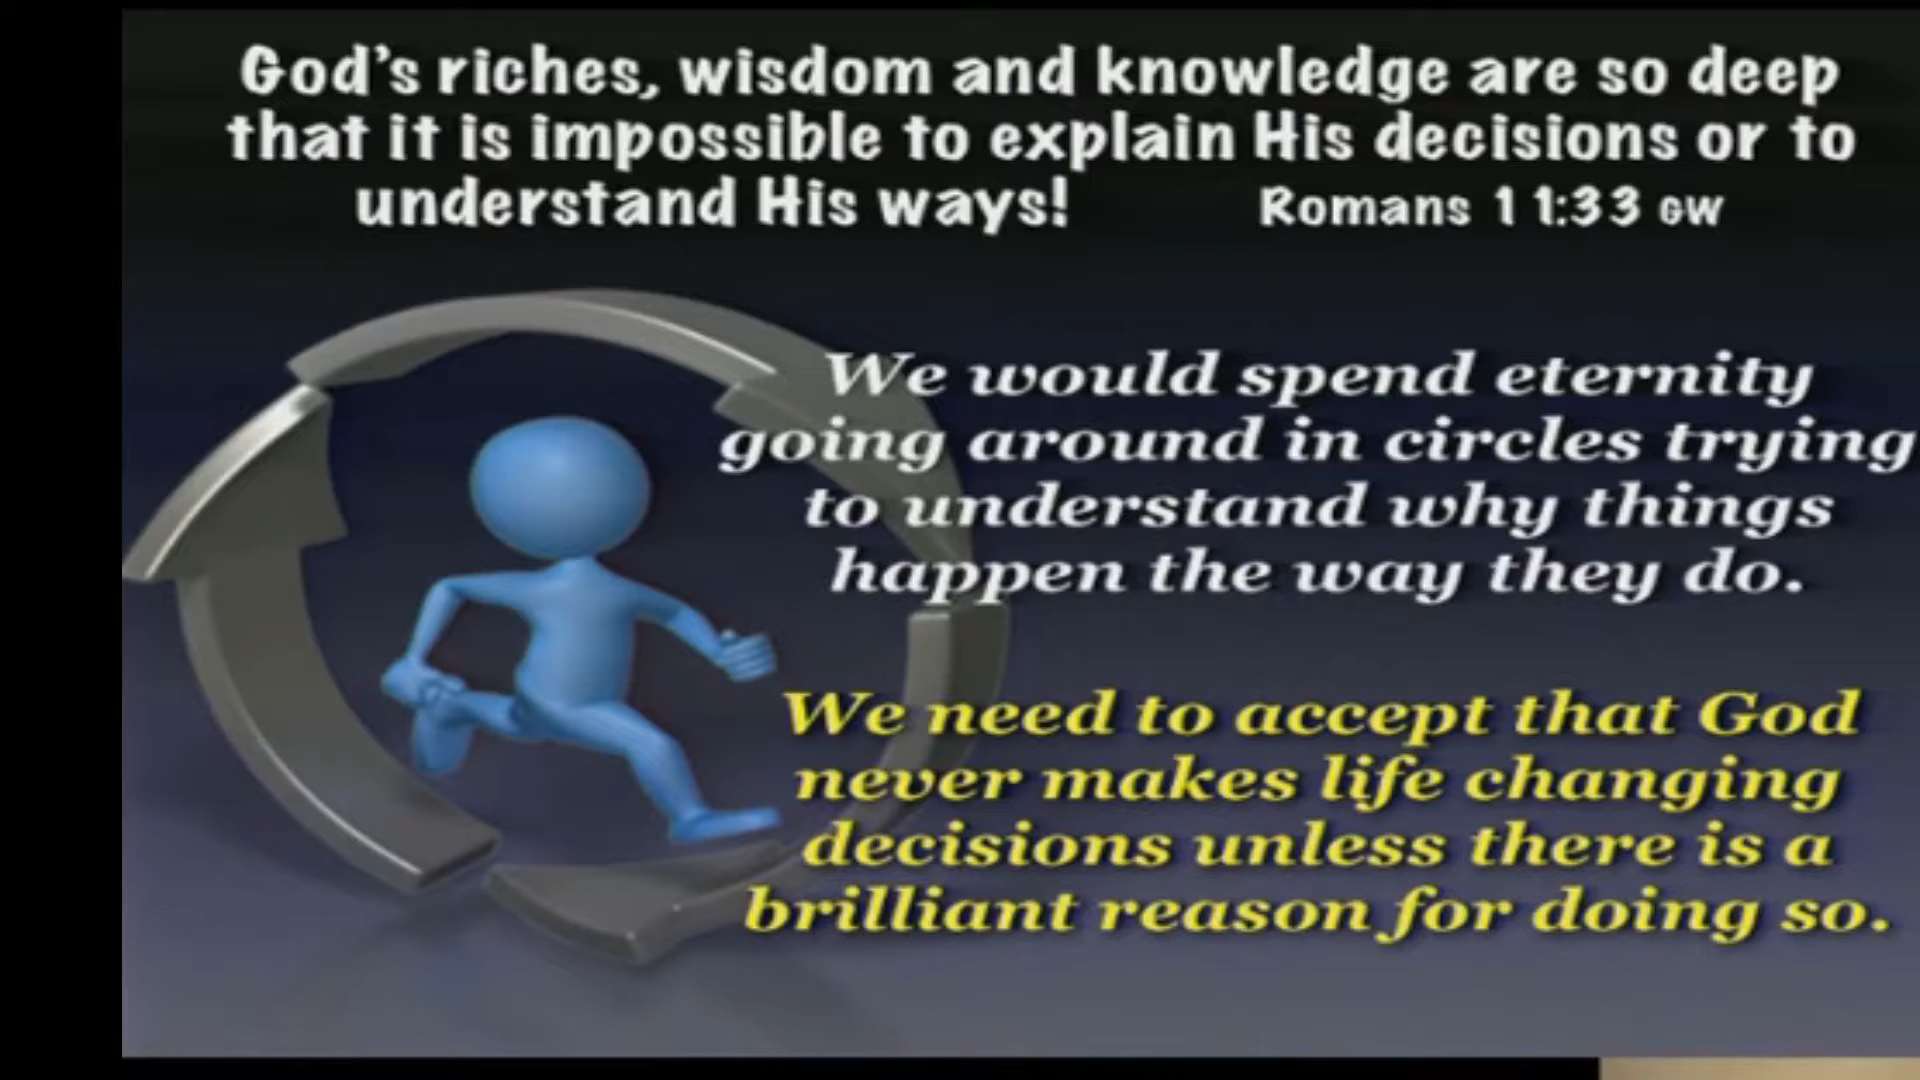 God's riches, wisdom and knowledge are so deep
that it is impossible to explain His decisions or to
understand His ways! Romans 11:33 GW
We would spend eternity
going around in circles trying
to understand why things
happen the way they do.
We need to accept that God
never makes life changing
decisions unless there is a
brilliant reason for doing so.